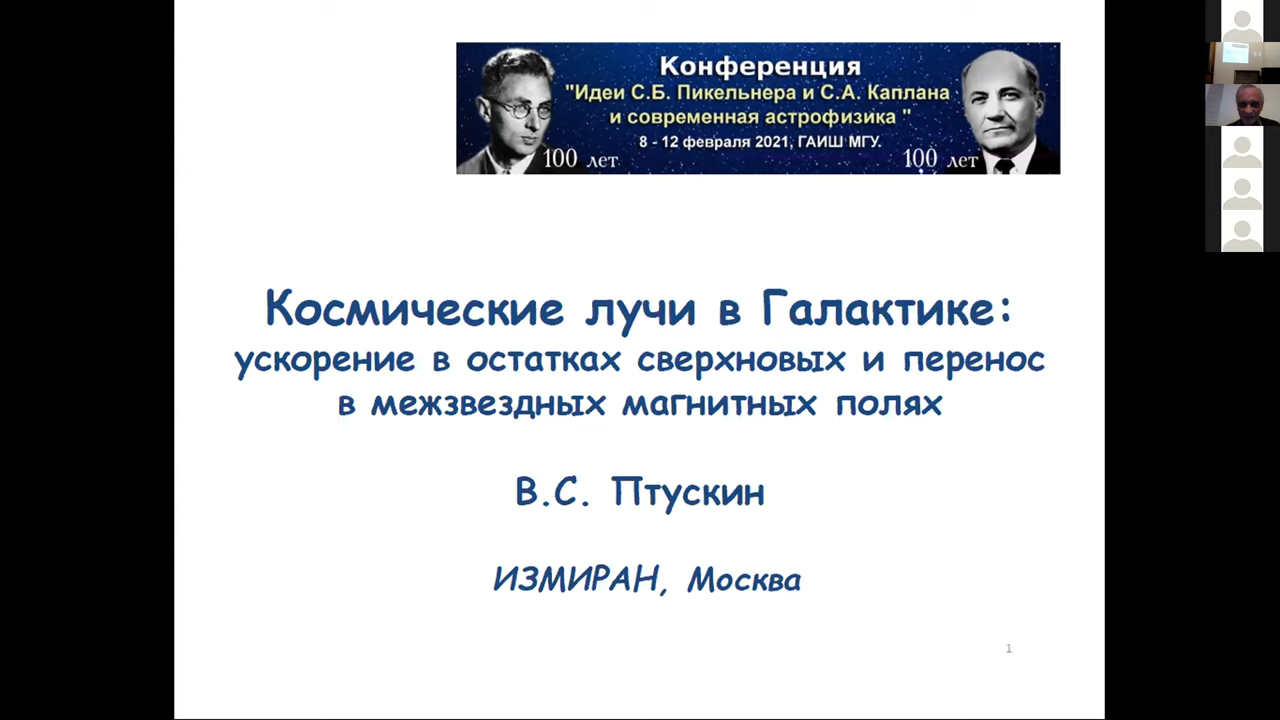 Конференция
"Идеи С.Б. Пикельнера и С.А. Каплана
и современная астрофизика "
8 - 12 февраля 2021, ГАИШ МГУ.
100 лет
100 лет
Космические лучи в Галактике:
ускорение в остатках сверхновых и перенос
в межзвездных магнитных полях
В.С. Птускин
ИЗМИРАН, Москва
1